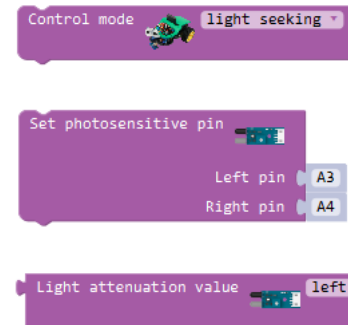 Control mode light seeking
Set photosensitive pin
Left pin A3
Right pin A4
Light attenuation value left